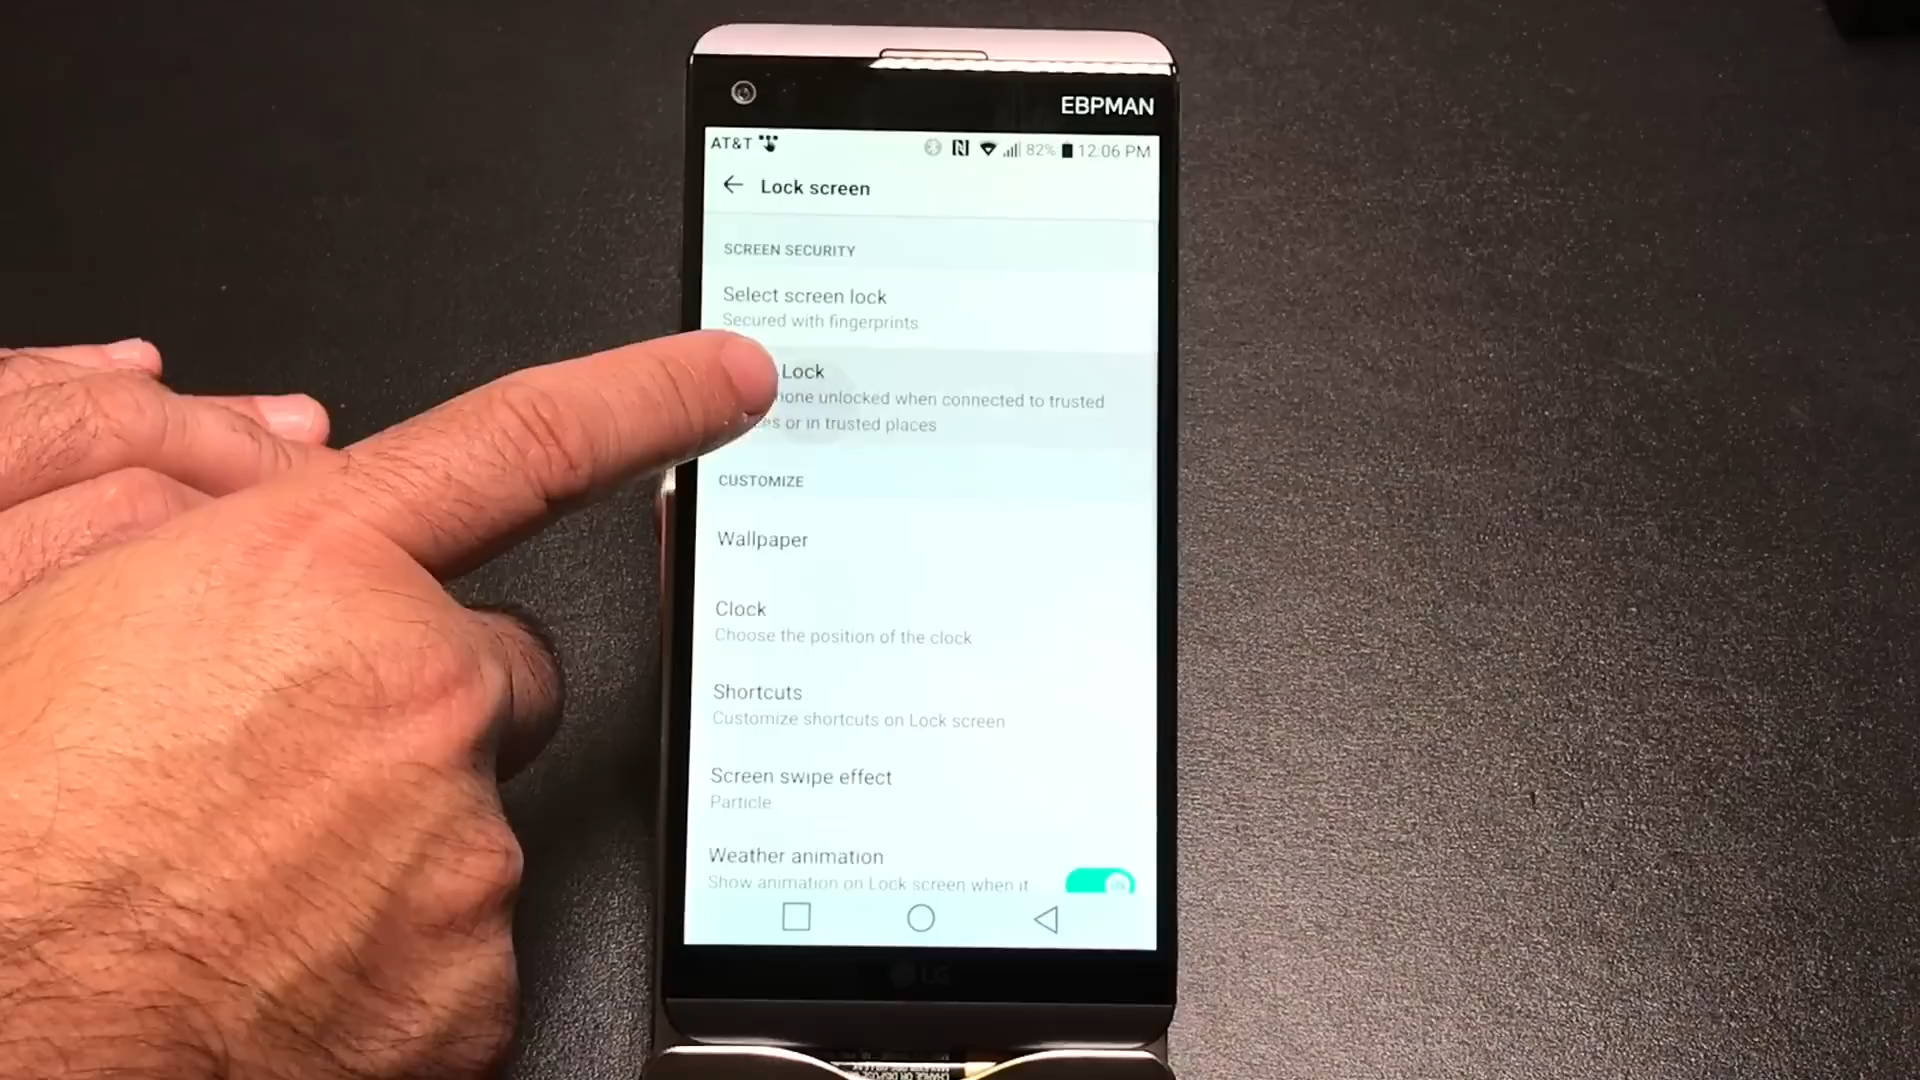 EBPMAN
AT&T 82% 12:06 PM
Lock screen
SCREEN SECURITY
Select screen lock
Secured with fingerprints
Lock
unlocked when connected to trusted
or in trusted places
CUSTOMIZE
Wallpaper
Clock
Choose the position of the clock
Shortcuts
Customize shortcuts on Lock screen
Screen swipe effect
Particle
Weather animation
Show animation on Lock screen when it
LG